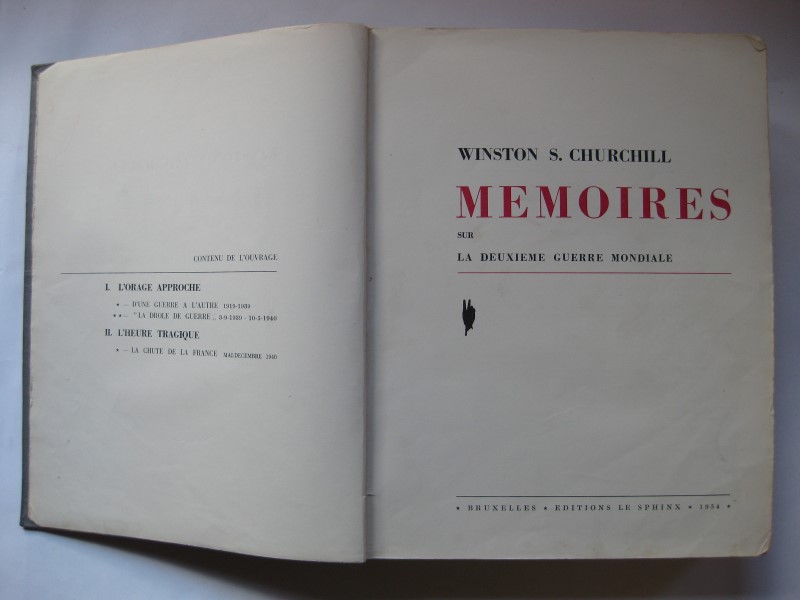 CONTENU DE L'OUVRAGE
I. L'ORAGE APPROCHE
★ — D'UNE GUERRE A L'AUTRE 1919-1939
★★— "LA DROLE DE GUERRE„ 3-9-1939 - 10-5-1940
II. L'HEURE TRAGIQUE
★ — LA CHUTE DE LA FRANCE MAI-DECEMBRE 1940
WINSTON S. CHURCHILL
MEMOIRES
SUR
LA DEUXIEME GUERRE MONDIALE
★ BRUXELLES ★ EDITIONS LE SPHINX ★ 1954 ★